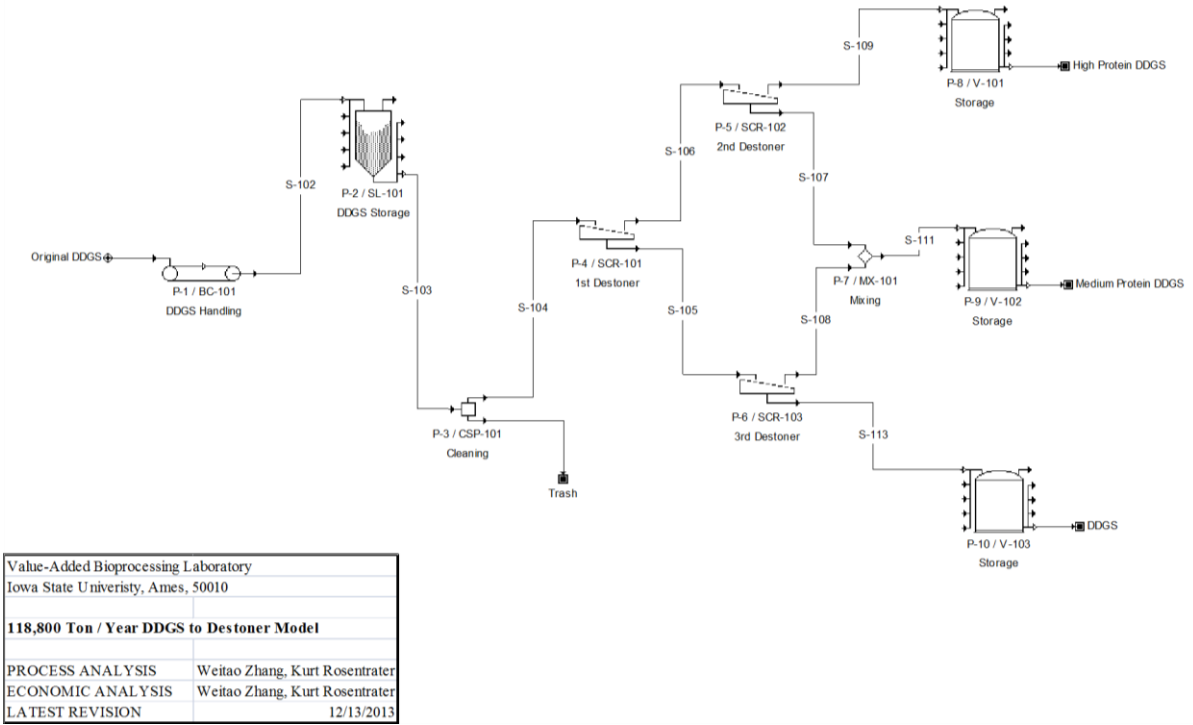 S-109
High Protein DDGS
P-8 / V-101
Storage
P-5 / SCR-102
2nd Destoner
S-106
S-107
S-102
P-2 / SL-101
DDGS Storage
Original DDGS
P-1 / BC-101
DDGS Handling
S-103
S-104
P-4 / SCR-101
1st Destoner
S-105
S-111
P-7 / MX-101
Mixing
S-108
Medium Protein DDGS
P-9 / V-102
Storage
P-6 / SCR-103
3rd Destoner
S-113
P-3 / CSP-101
Cleaning
Trash
DDGS
P-10 / V-103
Storage
Value-Added Bioprocessing Laboratory
Iowa State Univeristy, Ames, 50010
118,800 Ton / Year DDGS to Destoner Model
PROCESS ANALYSIS Weitao Zhang, Kurt Rosentrater
ECONOMIC ANALYSIS Weitao Zhang, Kurt Rosentrater
LATEST REVISION 12/13/2013